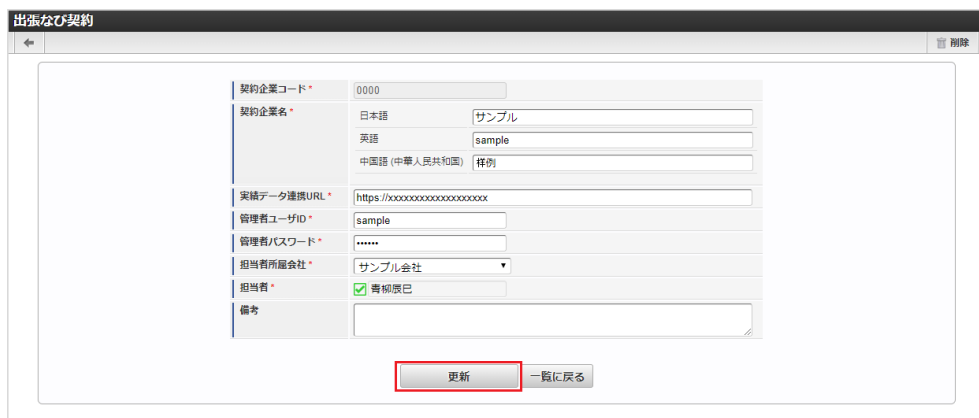 出張なび契約
削除
契約企業コード *
0000
契約企業名 *
日本語
サンプル
英語
sample
中国語 (中華人民共和国)
样例
実績データ連携URL *
https://xxxxxxxxxxxxxxxxxxx
管理者ユーザID *
sample
管理者パスワード *
••••••
担当者所属会社 *
サンプル会社
担当者 *
青柳辰巳
備考
更新
一覧に戻る